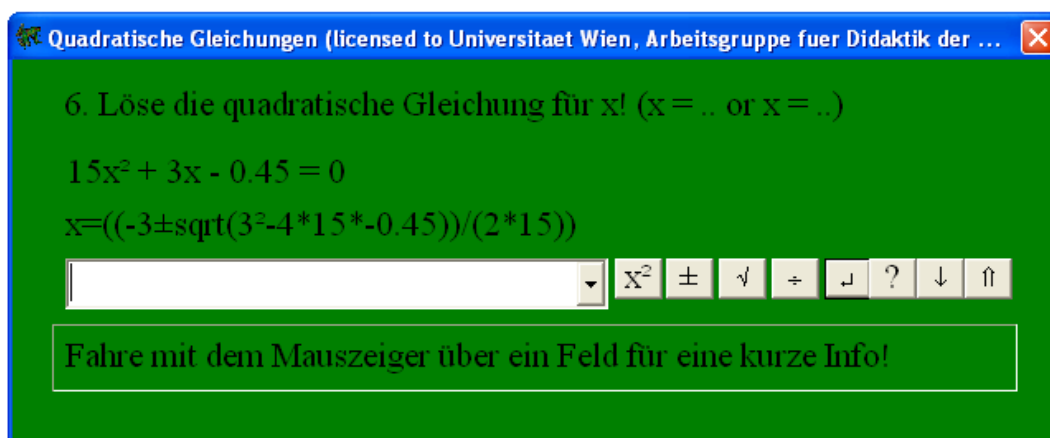 Quadratische Gleichungen (licensed to Universitaet Wien, Arbeitsgruppe fuer Didaktik der ...
6. Löse die quadratische Gleichung für x! (x = .. or x = ..)
15x² + 3x - 0.45 = 0
x=((-3±sqrt(3²-4*15*-0.45))/(2*15))
x² ± √ ÷ ↵ ? ↓ ⇑
Fahre mit dem Mauszeiger über ein Feld für eine kurze Info!